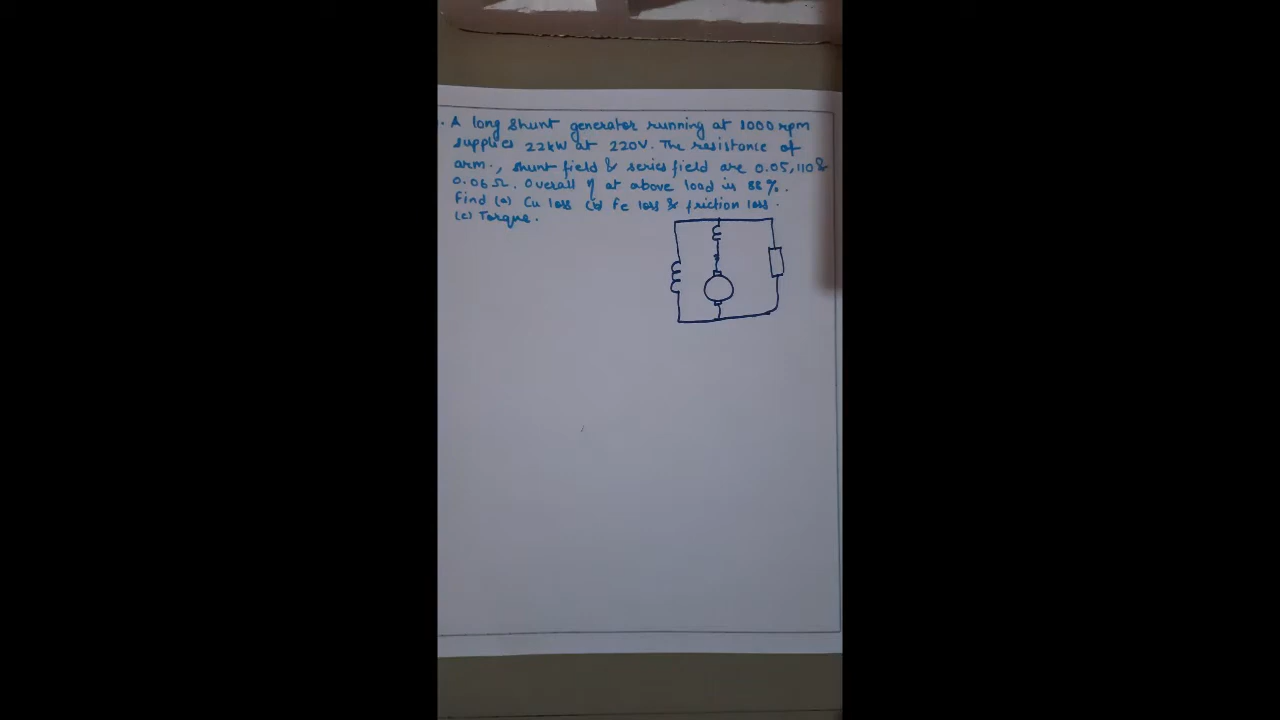 . A long shunt generator running at 1000 rpm
supplies 22kW at 220V. The resistance of
arm., shunt field & series field are 0.05, 110 &
0.06 Ω. Overall η at above load is 88%.
Find (a) Cu loss (b) Fe loss & friction loss.
(c) Torque.